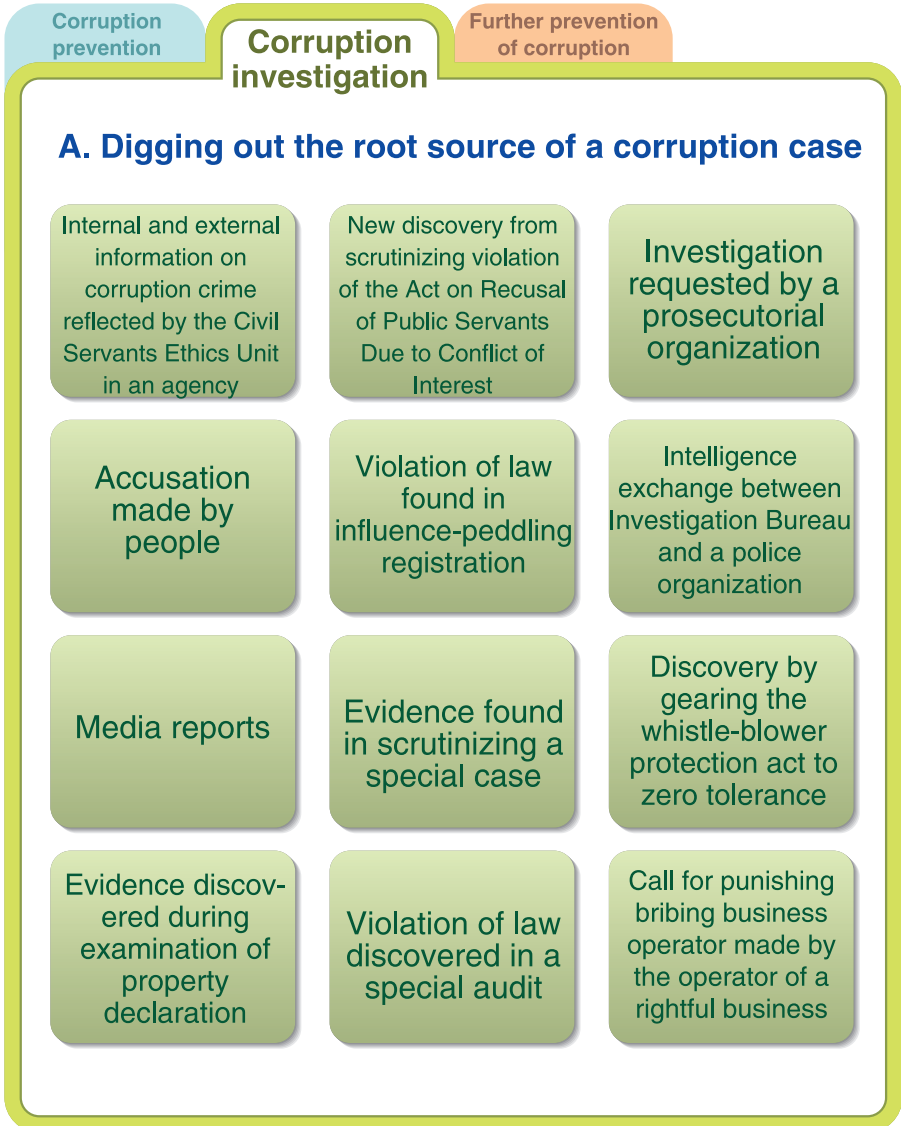 Corruption
prevention
Corruption
investigation
Further prevention
of corruption
A. Digging out the root source of a corruption case
Internal and external
information on
corruption crime
reflected by the Civil
Servants Ethics Unit
in an agency
New discovery from
scrutinizing violation
of the Act on Recusal
of Public Servants
Due to Conflict of
Interest
Investigation
requested by a
prosecutorial
organization
Accusation
made by
people
Violation of law
found in
influence-peddling
registration
Intelligence
exchange between
Investigation Bureau
and a police
organization
Media reports
Evidence found
in scrutinizing a
special case
Discovery by
gearing the
whistle-blower
protection act to
zero tolerance
Evidence discov-
ered during
examination of
property
declaration
Violation of law
discovered in a
special audit
Call for punishing
bribing business
operator made by
the operator of a
rightful business